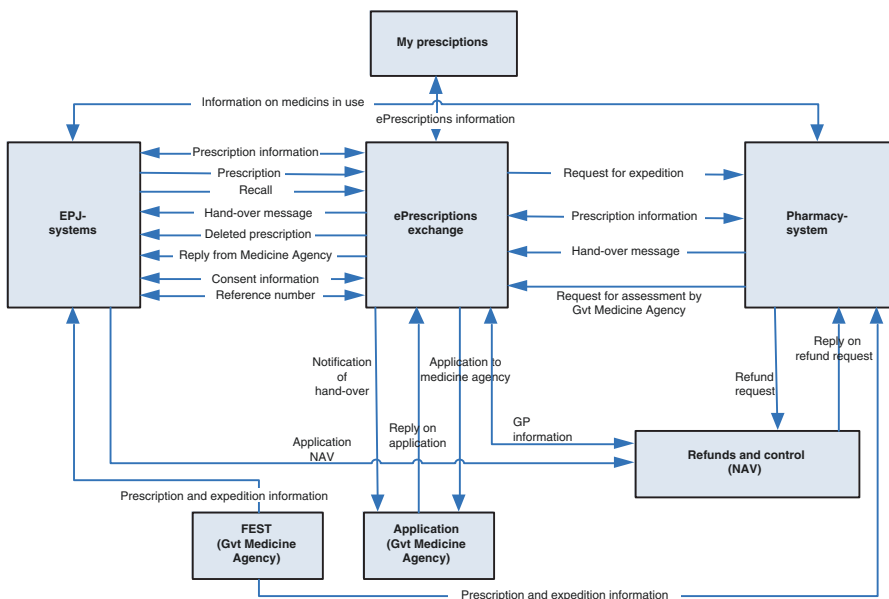 My presciptions
Information on medicins in use
ePrescriptions information
EPJ-
systems
Prescription information
Prescription
Recall
Hand-over message
Deleted prescription
Reply from Medicine Agency
Consent information
Reference number
ePrescriptions
exchange
Request for expedition
Prescription information
Hand-over message
Request for assessment by
Gvt Medicine Agency
Pharmacy-
system
Notification
of
hand-over
Application to
medicine agency
Reply on
application
GP
information
Refund
request
Reply on
refund request
Application
NAV
Refunds and control
(NAV)
Prescription and expedition information
FEST
(Gvt Medicine
Agency)
Application
(Gvt Medicine
Agency)
Prescription and expedition information